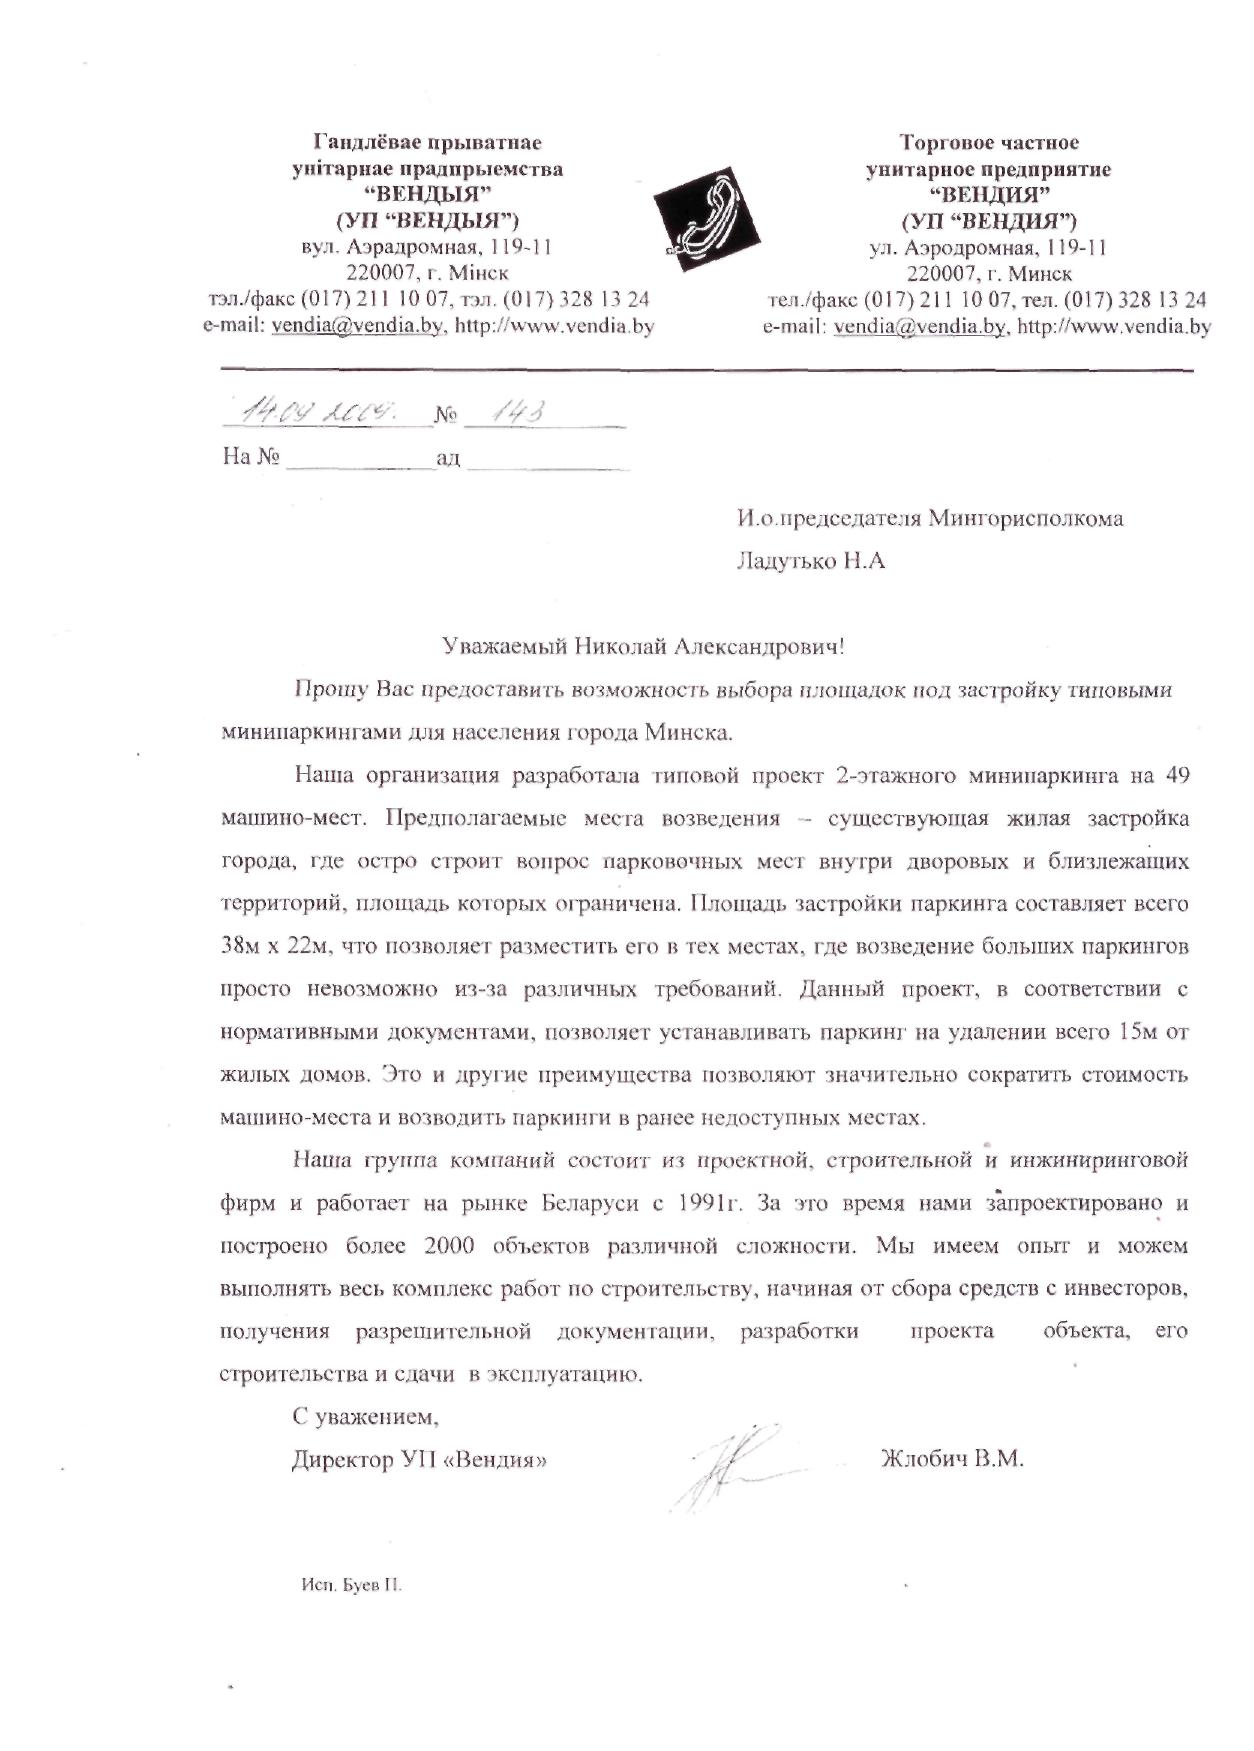 Гандлёвае прыватнае
унітарнае прадпрыемства
“ВЕНДЫЯ”
(УП “ВЕНДЫЯ”)
вул. Аэрадромная, 119-11
220007, г. Мінск
тэл./факс (017) 211 10 07, тэл. (017) 328 13 24
e-mail: vendia@vendia.by, http://www.vendia.by
Торговое частное
унитарное предприятие
“ВЕНДИЯ”
(УП “ВЕНДИЯ”)
ул. Аэродромная, 119-11
220007, г. Минск
тел./факс (017) 211 10 07, тел. (017) 328 13 24
e-mail: vendia@vendia.by, http://www.vendia.by
14.09 2009. № 143
На № ____________ ад _____________
И.о.председателя Мингорисполкома
Ладутько Н.А
Уважаемый Николай Александрович!
Прошу Вас предоставить возможность выбора площадок под застройку типовыми
минипаркингами для населения города Минска.
Наша организация разработала типовой проект 2-этажного минипаркинга на 49
машино-мест. Предполагаемые места возведения – существующая жилая застройка
города, где остро строит вопрос парковочных мест внутри дворовых и близлежащих
территорий, площадь которых ограничена. Площадь застройки паркинга составляет всего
38м х 22м, что позволяет разместить его в тех местах, где возведение больших паркингов
просто невозможно из-за различных требований. Данный проект, в соответствии с
нормативными документами, позволяет устанавливать паркинг на удалении всего 15м от
жилых домов. Это и другие преимущества позволяют значительно сократить стоимость
машино-места и возводить паркинги в ранее недоступных местах.
Наша группа компаний состоит из проектной, строительной и инжиниринговой
фирм и работает на рынке Беларуси с 1991г. За это время нами запроектировано и
построено более 2000 объектов различной сложности. Мы имеем опыт и можем
выполнять весь комплекс работ по строительству, начиная от сбора средств с инвесторов,
получения разрешительной документации, разработки проекта объекта, его
строительства и сдачи в эксплуатацию.
С уважением,
Директор УП «Вендия» Жлобич В.М.
Исп. Буев П.